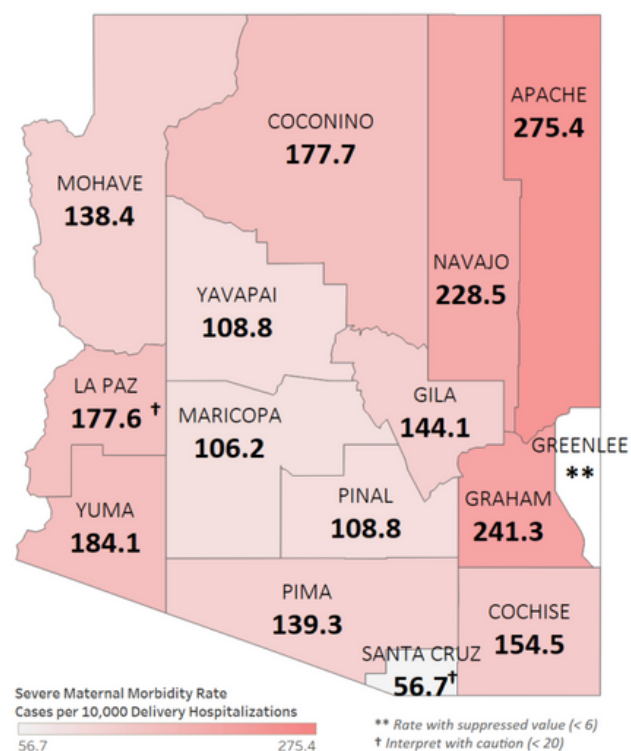 APACHE
275.4
COCONINO
177.7
MOHAVE
138.4
NAVAJO
228.5
YAVAPAI
108.8
LA PAZ
177.6 †
MARICOPA
106.2
GILA
144.1
GREENLEE
**
YUMA
184.1
PINAL
108.8
GRAHAM
241.3
PIMA
139.3
COCHISE
154.5
SANTA CRUZ
56.7†
Severe Maternal Morbidity Rate
Cases per 10,000 Delivery Hospitalizations
56.7 275.4
** Rate with suppressed value (< 6)
† Interpret with caution (< 20)